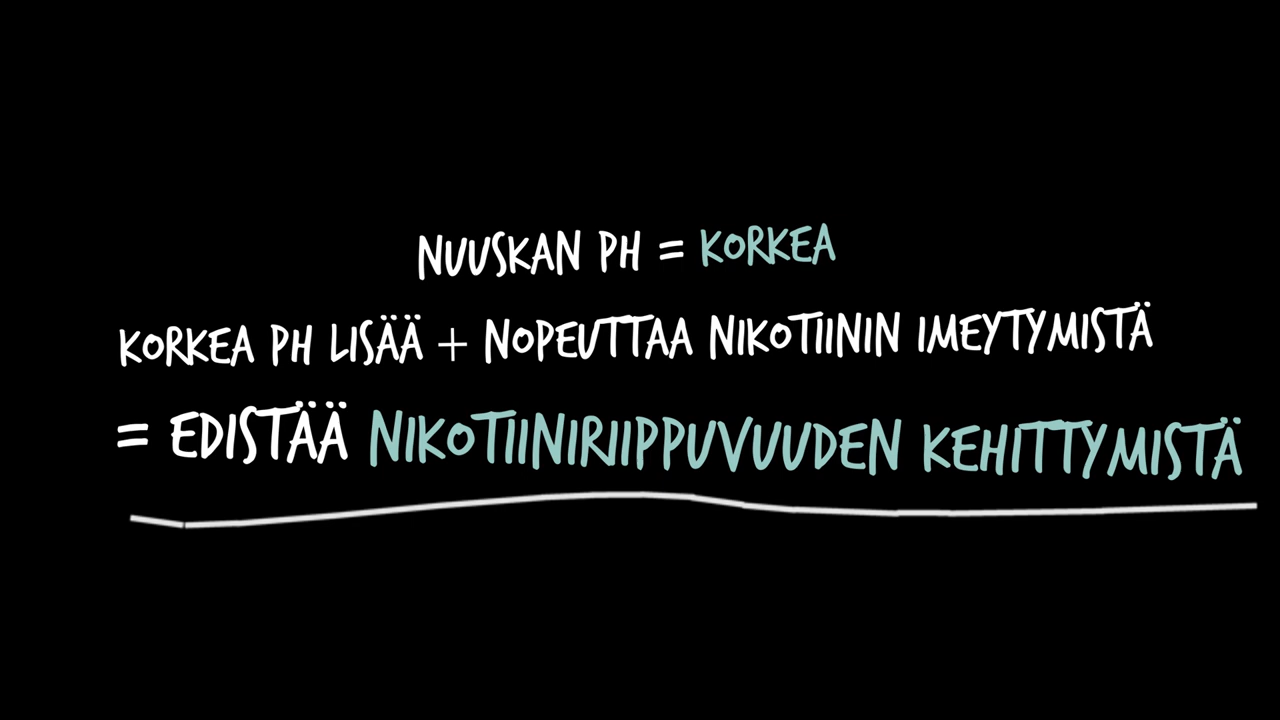 NUUSKAN PH = KORKEA
KORKEA PH LISÄÄ + NOPEUTTAA NIKOTIININ IMEYTYMISTÄ
= EDISTÄÄ NIKOTIINIRIIPPUVUUDEN KEHITTYMISTÄ